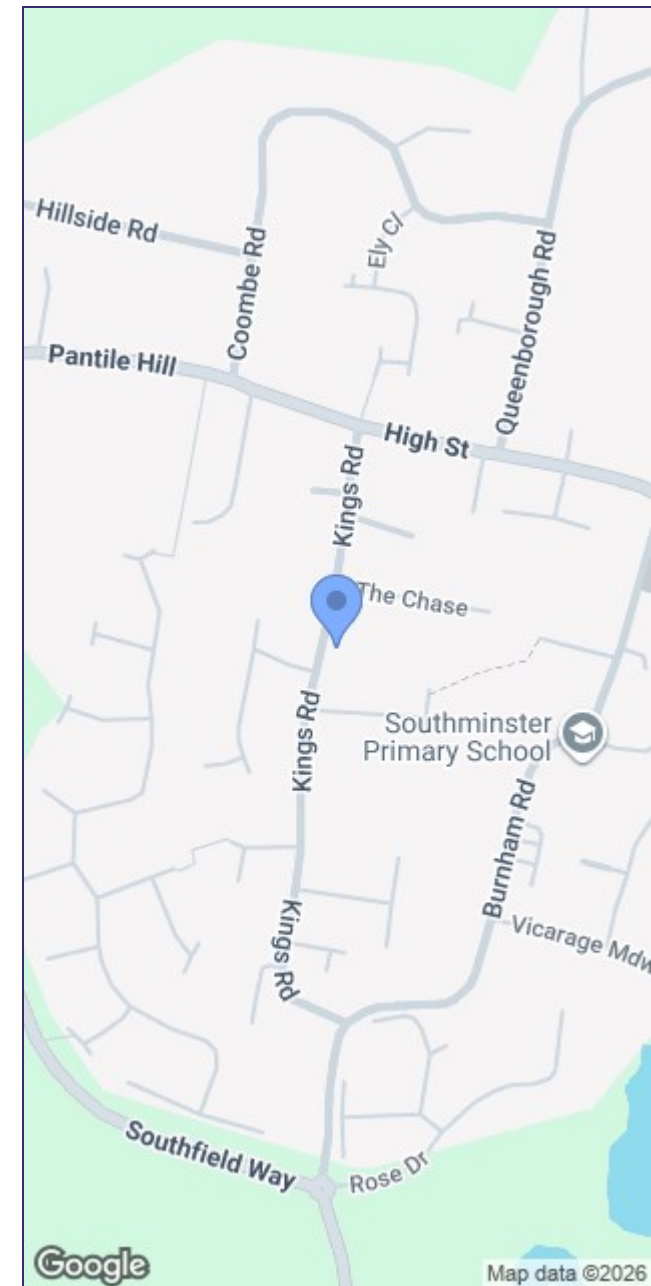 Hillside Rd
Coombe Rd
Ely Cl
Queenborough Rd
Pantile Hill
High St
Kings Rd
The Chase
Kings Rd
Southminster
Primary School
Burnham Rd
Vicarage Mdw
Kings Rd
Southfield Way
Rose Dr
Google
Map data ©2026